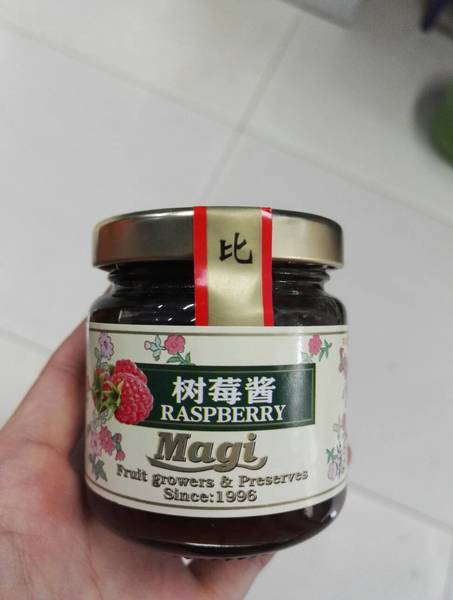 比
树莓酱
RASPBERRY
Magi
Fruit growers & Preserves
Since:1996